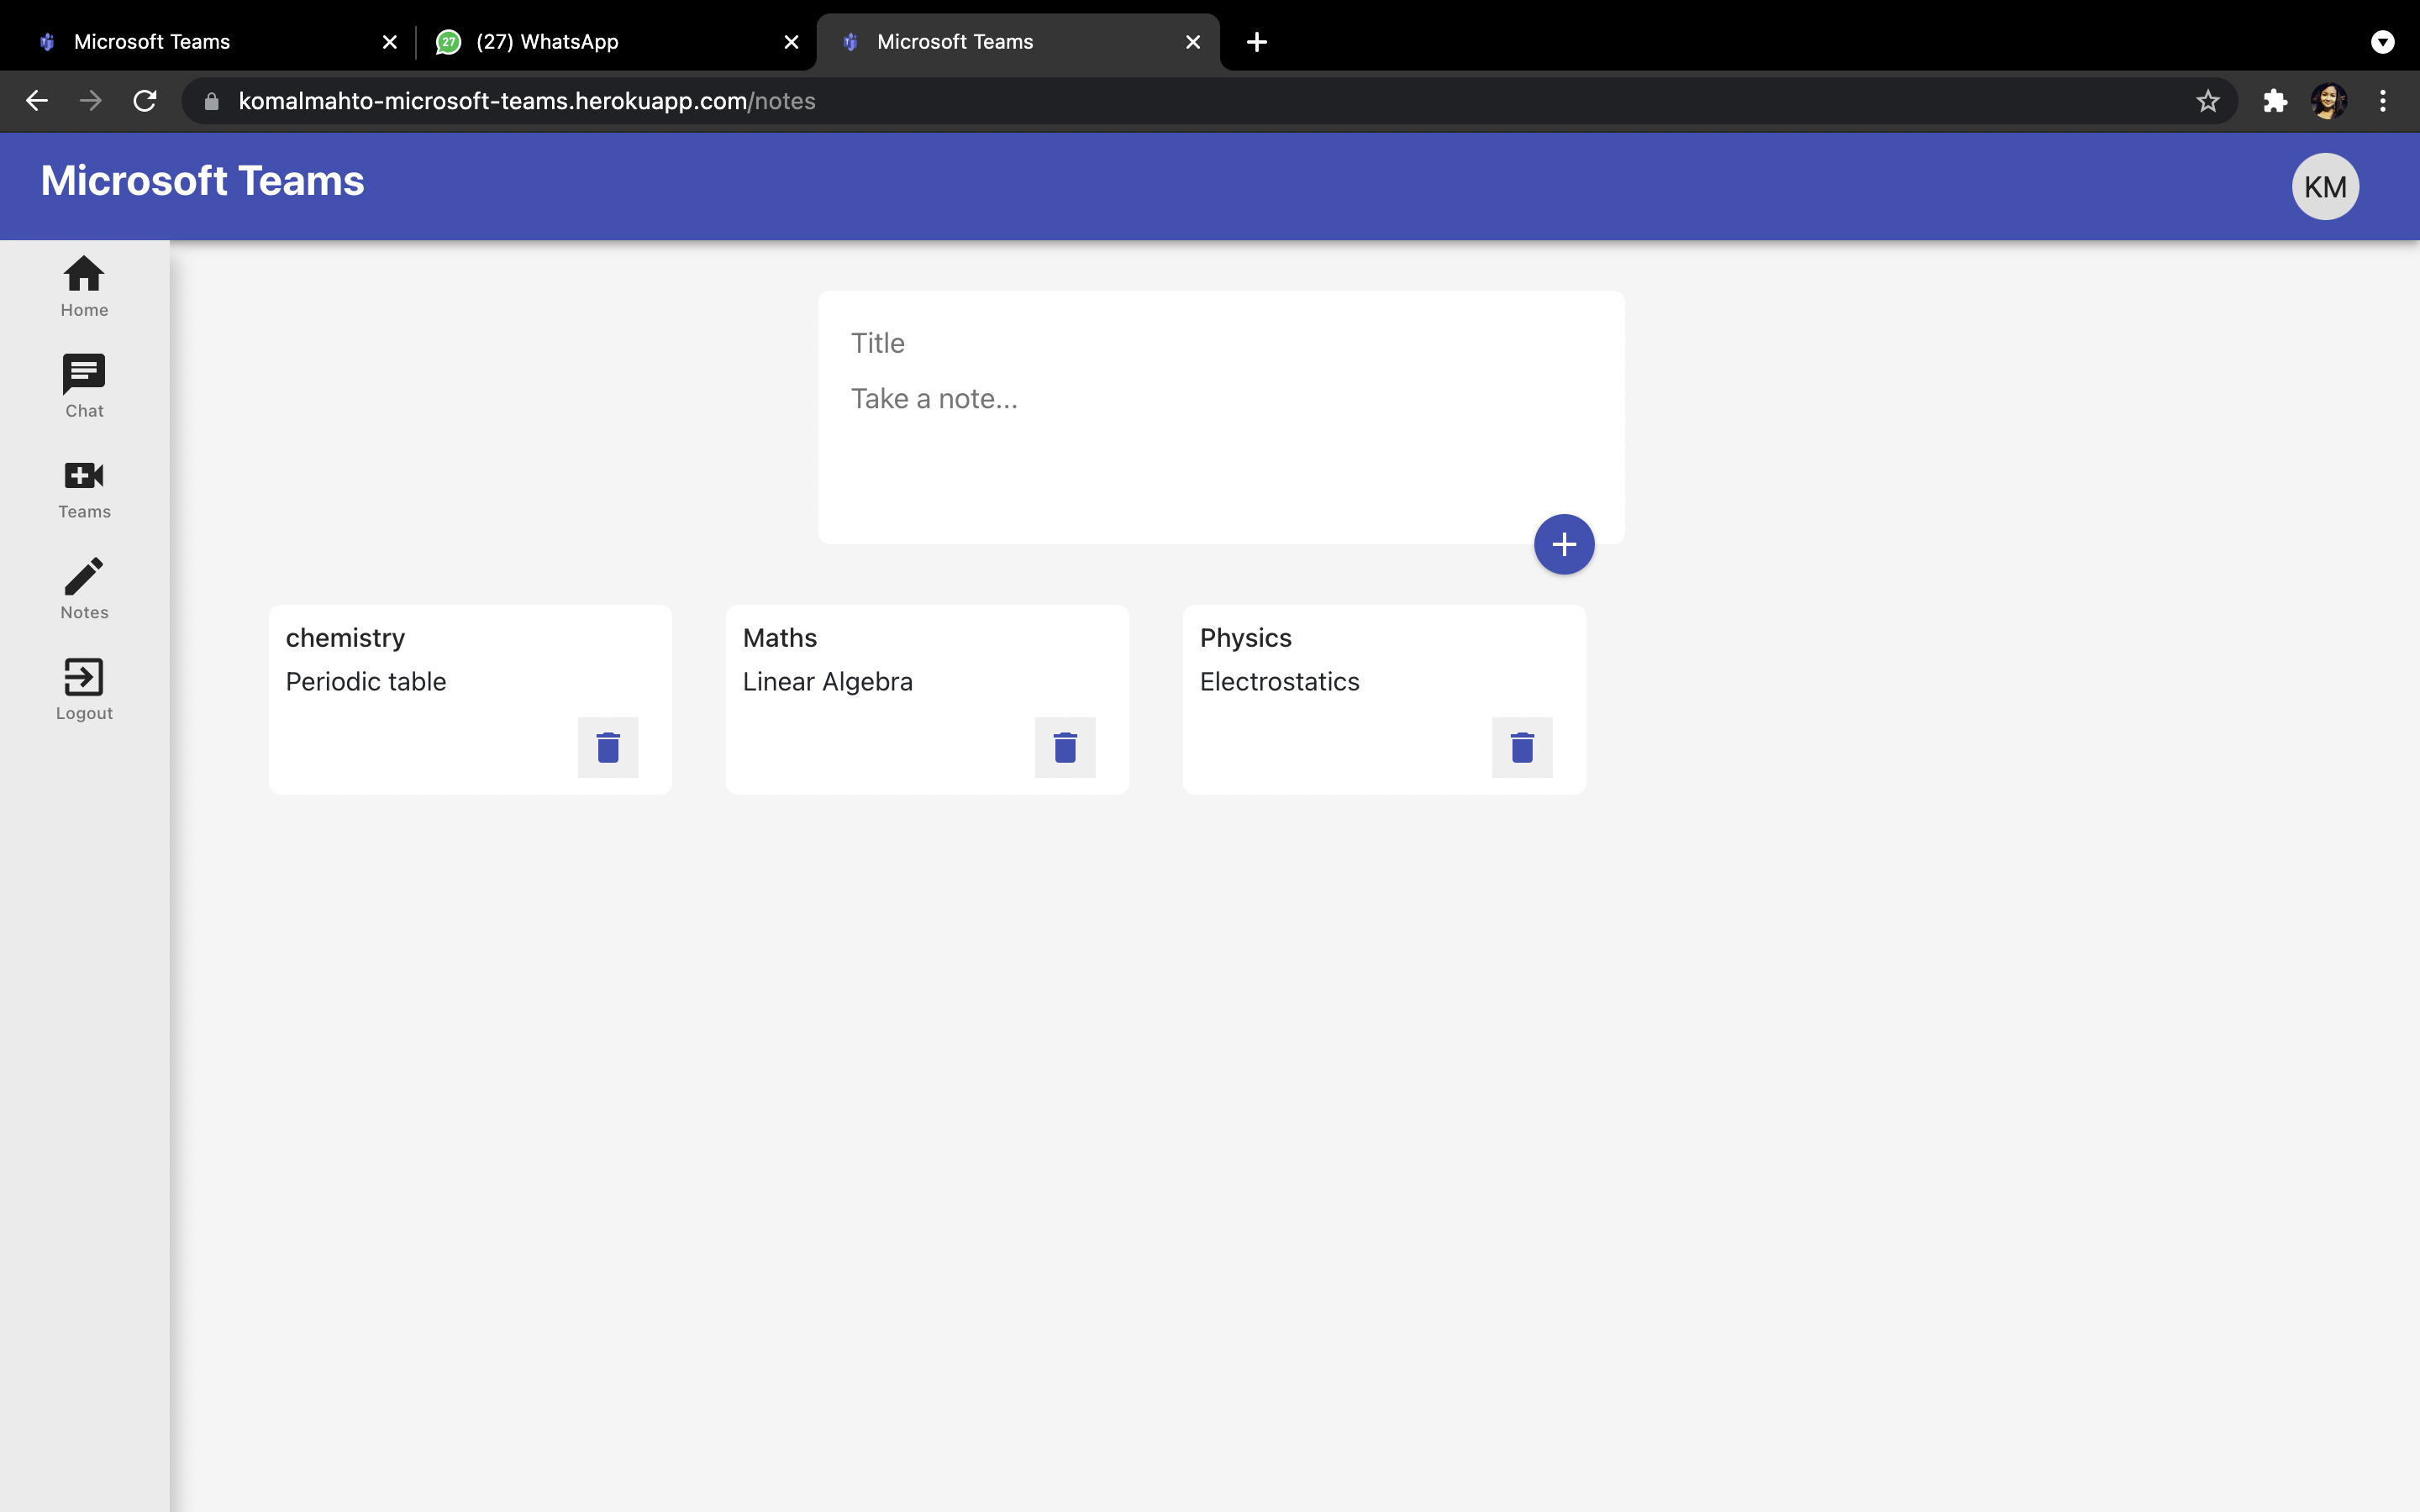 Microsoft Teams
(27) WhatsApp
Microsoft Teams
komalmahto-microsoft-teams.herokuapp.com/notes
Microsoft Teams
KM
Home
Chat
Teams
Notes
Logout
Title
Take a note...
chemistry
Periodic table
Maths
Linear Algebra
Physics
Electrostatics
27